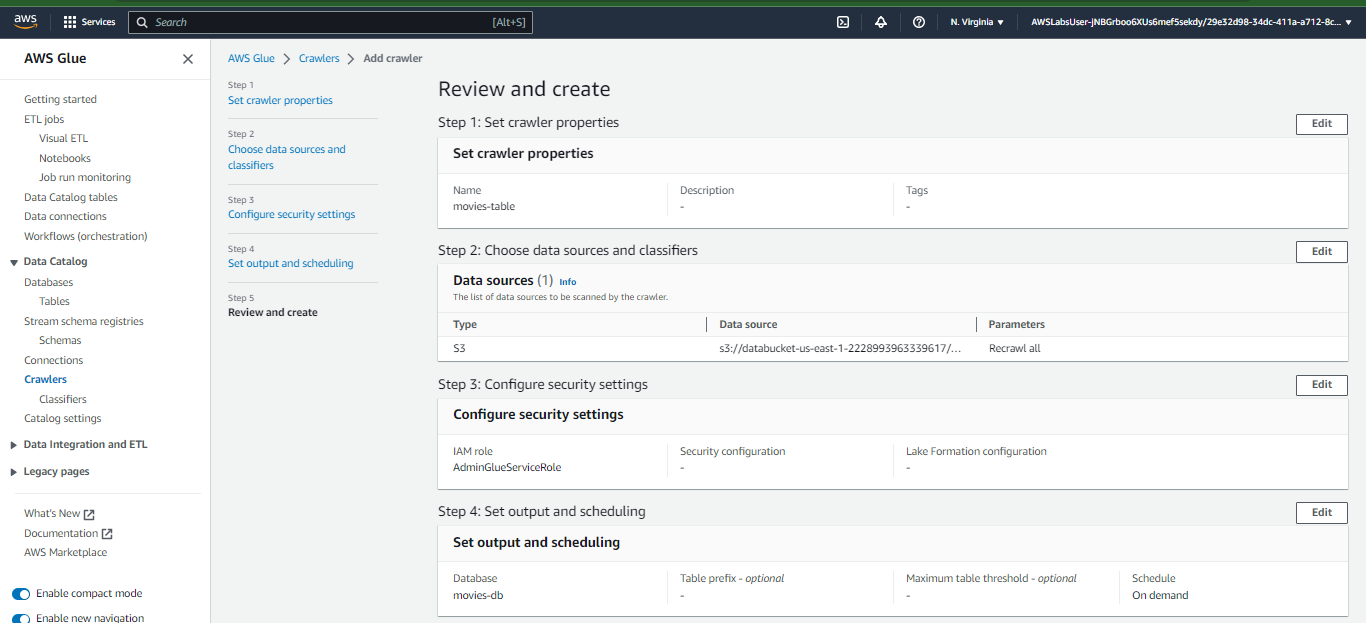 aws
Services
Search
[Alt+S]
N. Virginia
AWSLabsUser-jNBGrboo6XUs6mef5sekdy/29e32d98-34dc-411a-a712-8c...
AWS Glue
Getting started
ETL jobs
Visual ETL
Notebooks
Job run monitoring
Data Catalog tables
Data connections
Workflows (orchestration)
Data Catalog
Databases
Tables
Stream schema registries
Schemas
Connections
Crawlers
Classifiers
Catalog settings
Data Integration and ETL
Legacy pages
What's New
Documentation
AWS Marketplace
Enable compact mode
Enable new navigation
AWS Glue > Crawlers > Add crawler
Step 1
Set crawler properties
Step 2
Choose data sources and
classifiers
Step 3
Configure security settings
Step 4
Set output and scheduling
Step 5
Review and create
Review and create
Step 1: Set crawler properties
Edit
Set crawler properties
Name Description Tags
movies-table - -
Step 2: Choose data sources and classifiers
Edit
Data sources (1) Info
The list of data sources to be scanned by the crawler.
Type Data source Parameters
S3 s3://databucket-us-east-1-2228993963339617/... Recrawl all
Step 3: Configure security settings
Edit
Configure security settings
IAM role Security configuration Lake Formation configuration
AdminGlueServiceRole - -
Step 4: Set output and scheduling
Edit
Set output and scheduling
Database Table prefix - optional Maximum table threshold - optional Schedule
movies-db - - On demand